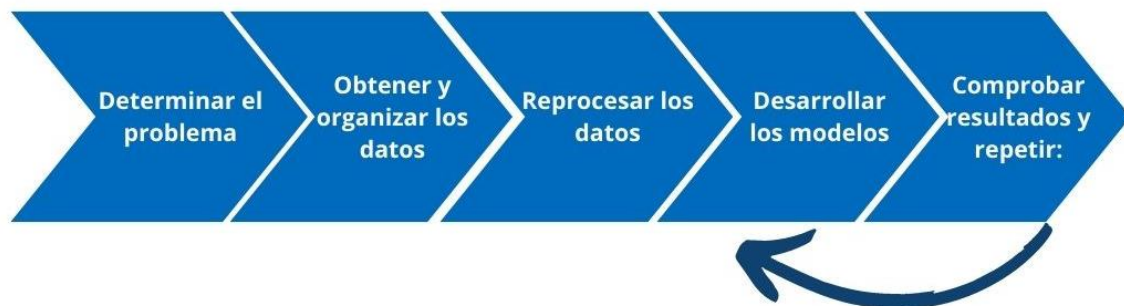 Determinar el
problema
Obtener y
organizar los
datos
Reprocesar los
datos
Desarrollar
los modelos
Comprobar
resultados y
repetir: